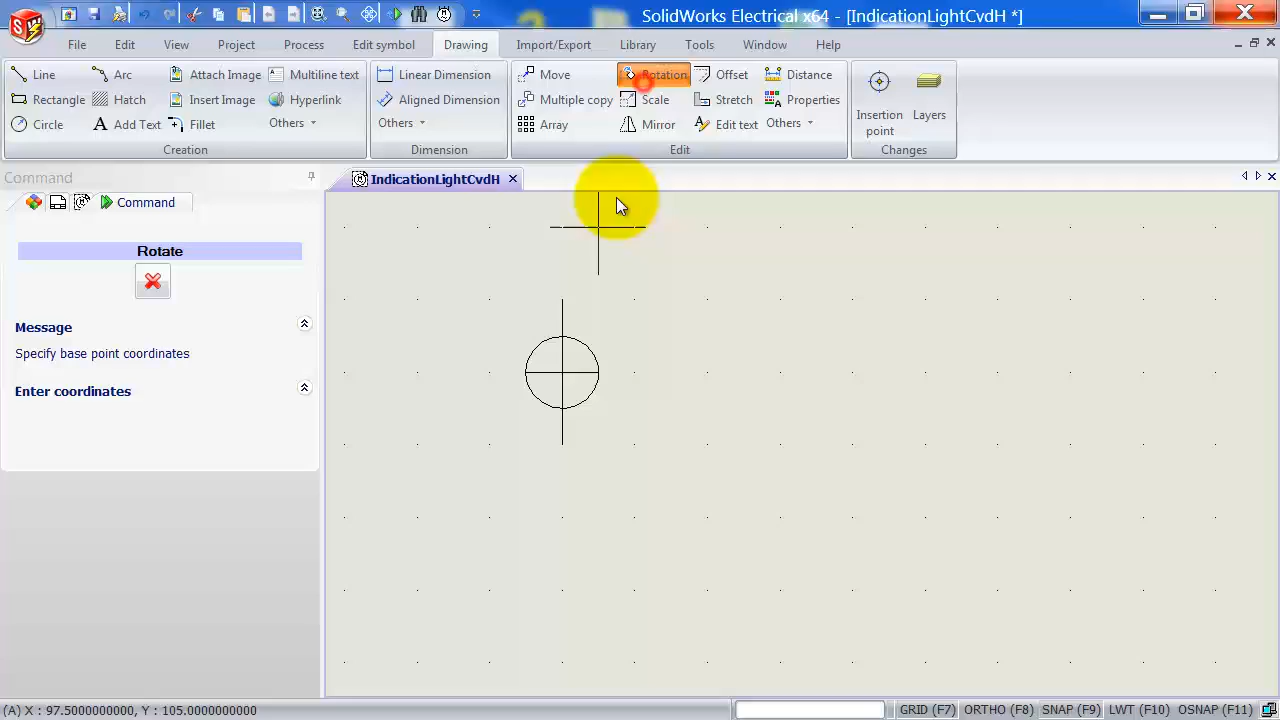 SolidWorks Electrical x64 - [IndicationLightCvdH *]
File Edit View Project Process Edit symbol Drawing Import/Export Library Tools Window Help
Line Arc Attach Image Multiline text Linear Dimension Move Rotation Offset Distance
Rectangle Hatch Insert Image Hyperlink Aligned Dimension Multiple copy Scale Stretch Properties Insertion point Layers
Circle A Add Text Fillet Others Others Array Mirror Edit text Others
Creation Dimension Edit Changes
Command IndicationLightCvdH
Command
Rotate
Message
Specify base point coordinates
Enter coordinates
(A) X : 97.5000000000, Y : 105.0000000000 GRID (F7) ORTHO (F8) SNAP (F9) LWT (F10) OSNAP (F11)